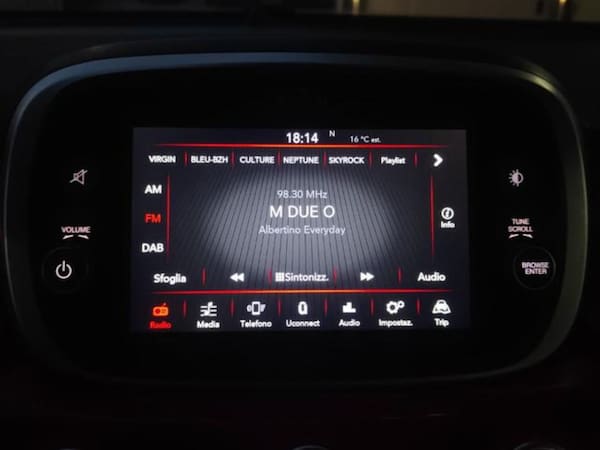 18:14 N 16 °C est.
VIRGIN BLEU-BZH CULTURE NEPTUNE SKYROCK Playlist
AM
98.30 MHz
VOLUME
FM
M DUE O
Info
TUNE
SCROLL
Albertino Everyday
DAB
BROWSE
ENTER
Sfoglia Sintonizz. Audio
Radio Media Telefono Uconnect Audio Impostaz. Trip